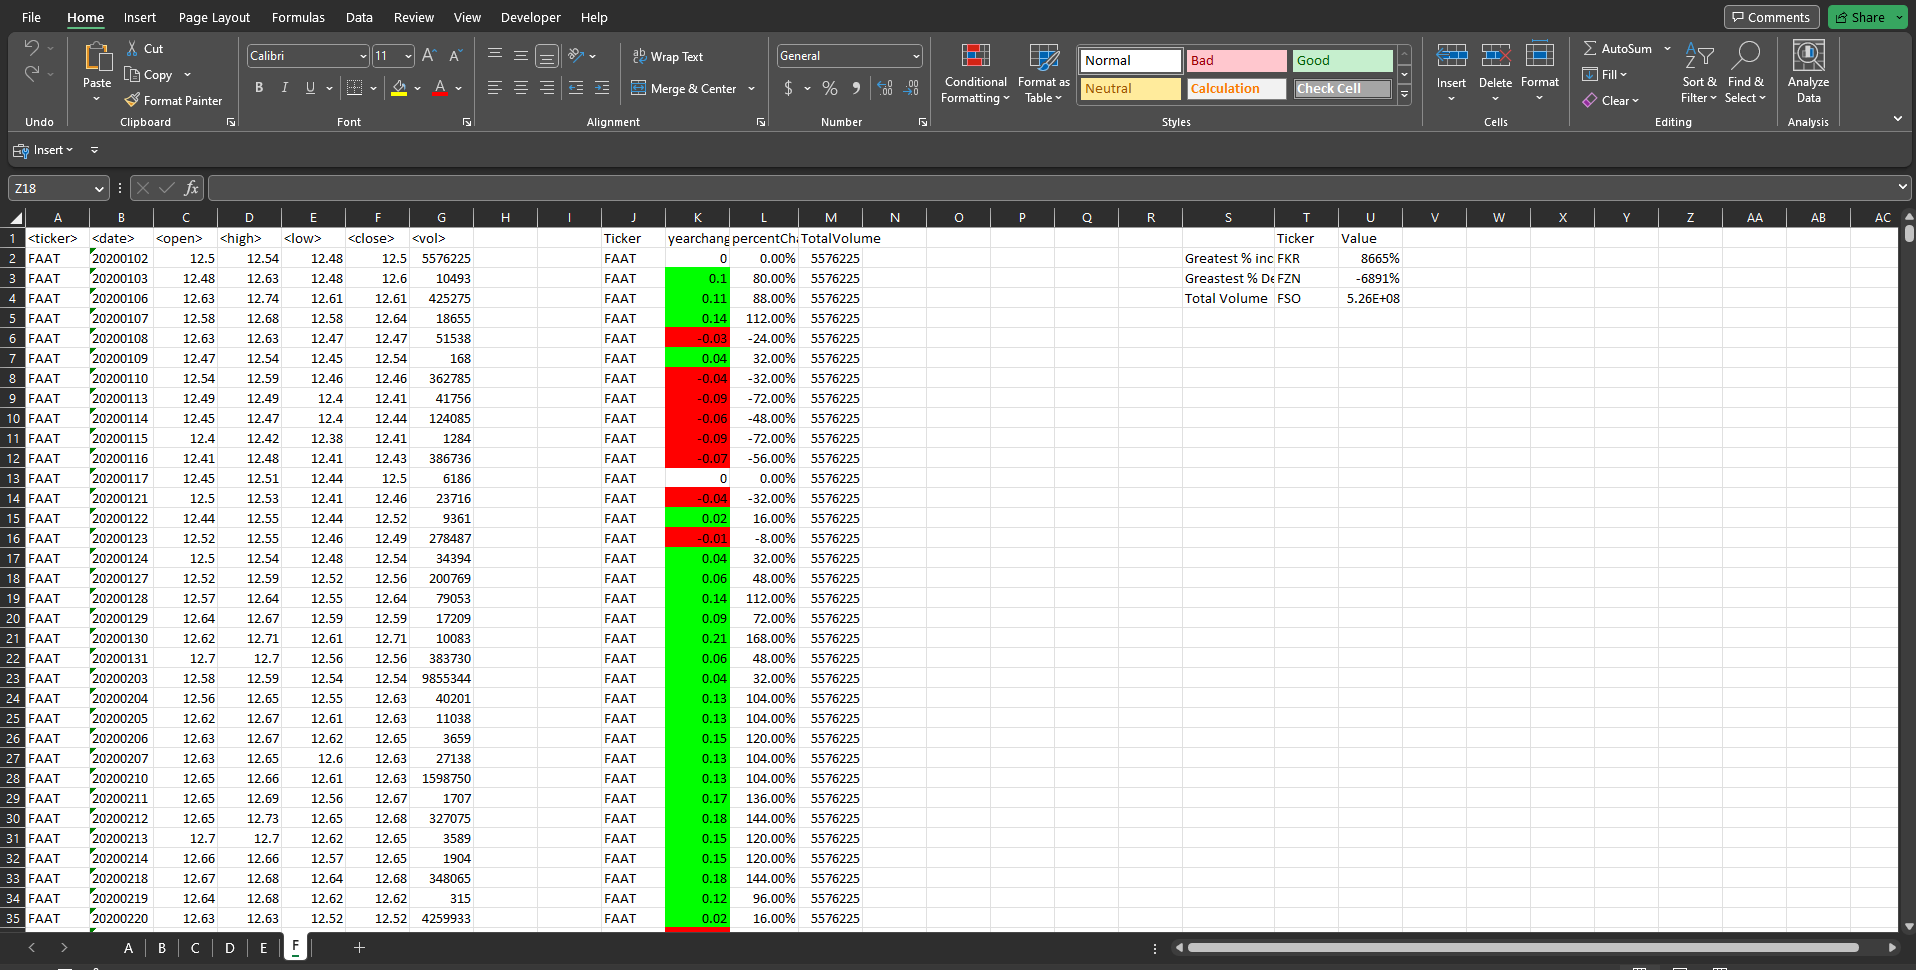 File Home Insert Page Layout Formulas Data Review View Developer Help Comments Share
Cut
Copy
Format Painter
Paste
Calibri 11
B I U
Wrap Text
Merge & Center
General
$ %
Conditional Formatting
Format as Table
Normal Bad Good
Neutral Calculation Check Cell
Insert Delete Format
AutoSum
Fill
Clear
Sort & Filter
Find & Select
Analyze Data
Undo Clipboard Font Alignment Number Styles Cells Editing Analysis
Insert
Z18 fx
A B C D E F G H I J K L M N O P Q R S T U V W X Y Z AA AB AC
1 <ticker> <date> <open> <high> <low> <close> <vol> Ticker yearchang percentCha TotalVolume Ticker Value
2 FAAT 20200102 12.5 12.54 12.48 12.5 5576225 FAAT 0 0.00% 5576225 Greatest % inc FKR 8665%
3 FAAT 20200103 12.48 12.63 12.48 12.6 10493 FAAT 0.1 80.00% 5576225 Greastest % De FZN -6891%
4 FAAT 20200106 12.63 12.74 12.61 12.61 425275 FAAT 0.11 88.00% 5576225 Total Volume FSO 5.26E+08
5 FAAT 20200107 12.58 12.68 12.58 12.64 18655 FAAT 0.14 112.00% 5576225
6 FAAT 20200108 12.63 12.63 12.47 12.47 51538 FAAT -0.03 -24.00% 5576225
7 FAAT 20200109 12.47 12.54 12.45 12.54 168 FAAT 0.04 32.00% 5576225
8 FAAT 20200110 12.54 12.59 12.46 12.46 362785 FAAT -0.04 -32.00% 5576225
9 FAAT 20200113 12.49 12.49 12.4 12.41 41756 FAAT -0.09 -72.00% 5576225
10 FAAT 20200114 12.45 12.47 12.4 12.44 124085 FAAT -0.06 -48.00% 5576225
11 FAAT 20200115 12.4 12.42 12.38 12.41 1284 FAAT -0.09 -72.00% 5576225
12 FAAT 20200116 12.41 12.48 12.41 12.43 386736 FAAT -0.07 -56.00% 5576225
13 FAAT 20200117 12.45 12.51 12.44 12.5 6186 FAAT 0 0.00% 5576225
14 FAAT 20200121 12.5 12.53 12.41 12.46 23716 FAAT -0.04 -32.00% 5576225
15 FAAT 20200122 12.44 12.55 12.44 12.52 9361 FAAT 0.02 16.00% 5576225
16 FAAT 20200123 12.52 12.55 12.46 12.49 278487 FAAT -0.01 -8.00% 5576225
17 FAAT 20200124 12.5 12.54 12.48 12.54 34394 FAAT 0.04 32.00% 5576225
18 FAAT 20200127 12.52 12.59 12.52 12.56 200769 FAAT 0.06 48.00% 5576225
19 FAAT 20200128 12.57 12.64 12.55 12.64 79053 FAAT 0.14 112.00% 5576225
20 FAAT 20200129 12.64 12.67 12.59 12.59 17209 FAAT 0.09 72.00% 5576225
21 FAAT 20200130 12.62 12.71 12.61 12.71 10083 FAAT 0.21 168.00% 5576225
22 FAAT 20200131 12.7 12.7 12.56 12.56 383730 FAAT 0.06 48.00% 5576225
23 FAAT 20200203 12.58 12.59 12.54 12.54 9855344 FAAT 0.04 32.00% 5576225
24 FAAT 20200204 12.56 12.65 12.55 12.63 40201 FAAT 0.13 104.00% 5576225
25 FAAT 20200205 12.62 12.67 12.61 12.63 11038 FAAT 0.13 104.00% 5576225
26 FAAT 20200206 12.63 12.67 12.62 12.65 3659 FAAT 0.15 120.00% 5576225
27 FAAT 20200207 12.63 12.65 12.6 12.63 27138 FAAT 0.13 104.00% 5576225
28 FAAT 20200210 12.65 12.66 12.61 12.63 1598750 FAAT 0.13 104.00% 5576225
29 FAAT 20200211 12.65 12.69 12.56 12.67 1707 FAAT 0.17 136.00% 5576225
30 FAAT 20200212 12.65 12.73 12.65 12.68 327075 FAAT 0.18 144.00% 5576225
31 FAAT 20200213 12.7 12.7 12.62 12.65 3589 FAAT 0.15 120.00% 5576225
32 FAAT 20200214 12.66 12.66 12.57 12.65 1904 FAAT 0.15 120.00% 5576225
33 FAAT 20200218 12.67 12.68 12.64 12.68 348065 FAAT 0.18 144.00% 5576225
34 FAAT 20200219 12.64 12.68 12.62 12.62 315 FAAT 0.12 96.00% 5576225
35 FAAT 20200220 12.63 12.63 12.52 12.52 4259933 FAAT 0.02 16.00% 5576225
A B C D E F